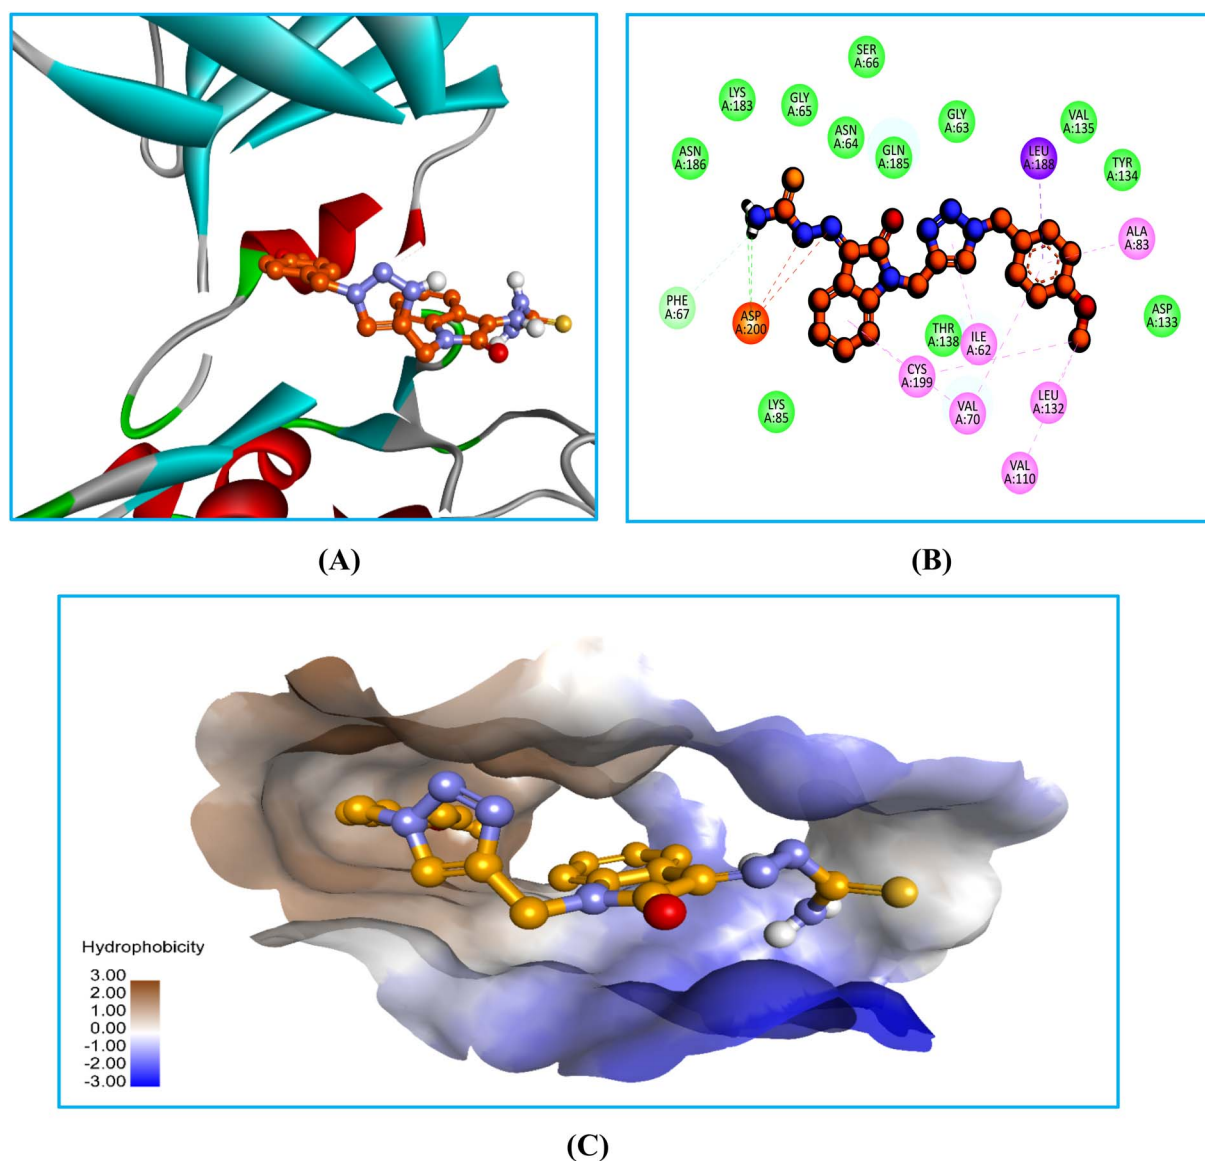 SER
A:66
LYS
A:183
GLY
A:65
ASN
A:64
GLY
A:63
VAL
A:135
ASN
A:186
GLN
A:185
LEU
A:188
TYR
A:134
ALA
A:83
PHE
A:67
ASP
A:200
THR
A:138
ILE
A:62
ASP
A:133
CYS
A:199
LYS
A:85
VAL
A:70
LEU
A:132
VAL
A:110
(A)
(B)
Hydrophobicity
3.00
2.00
1.00
0.00
-1.00
-2.00
-3.00
(C)